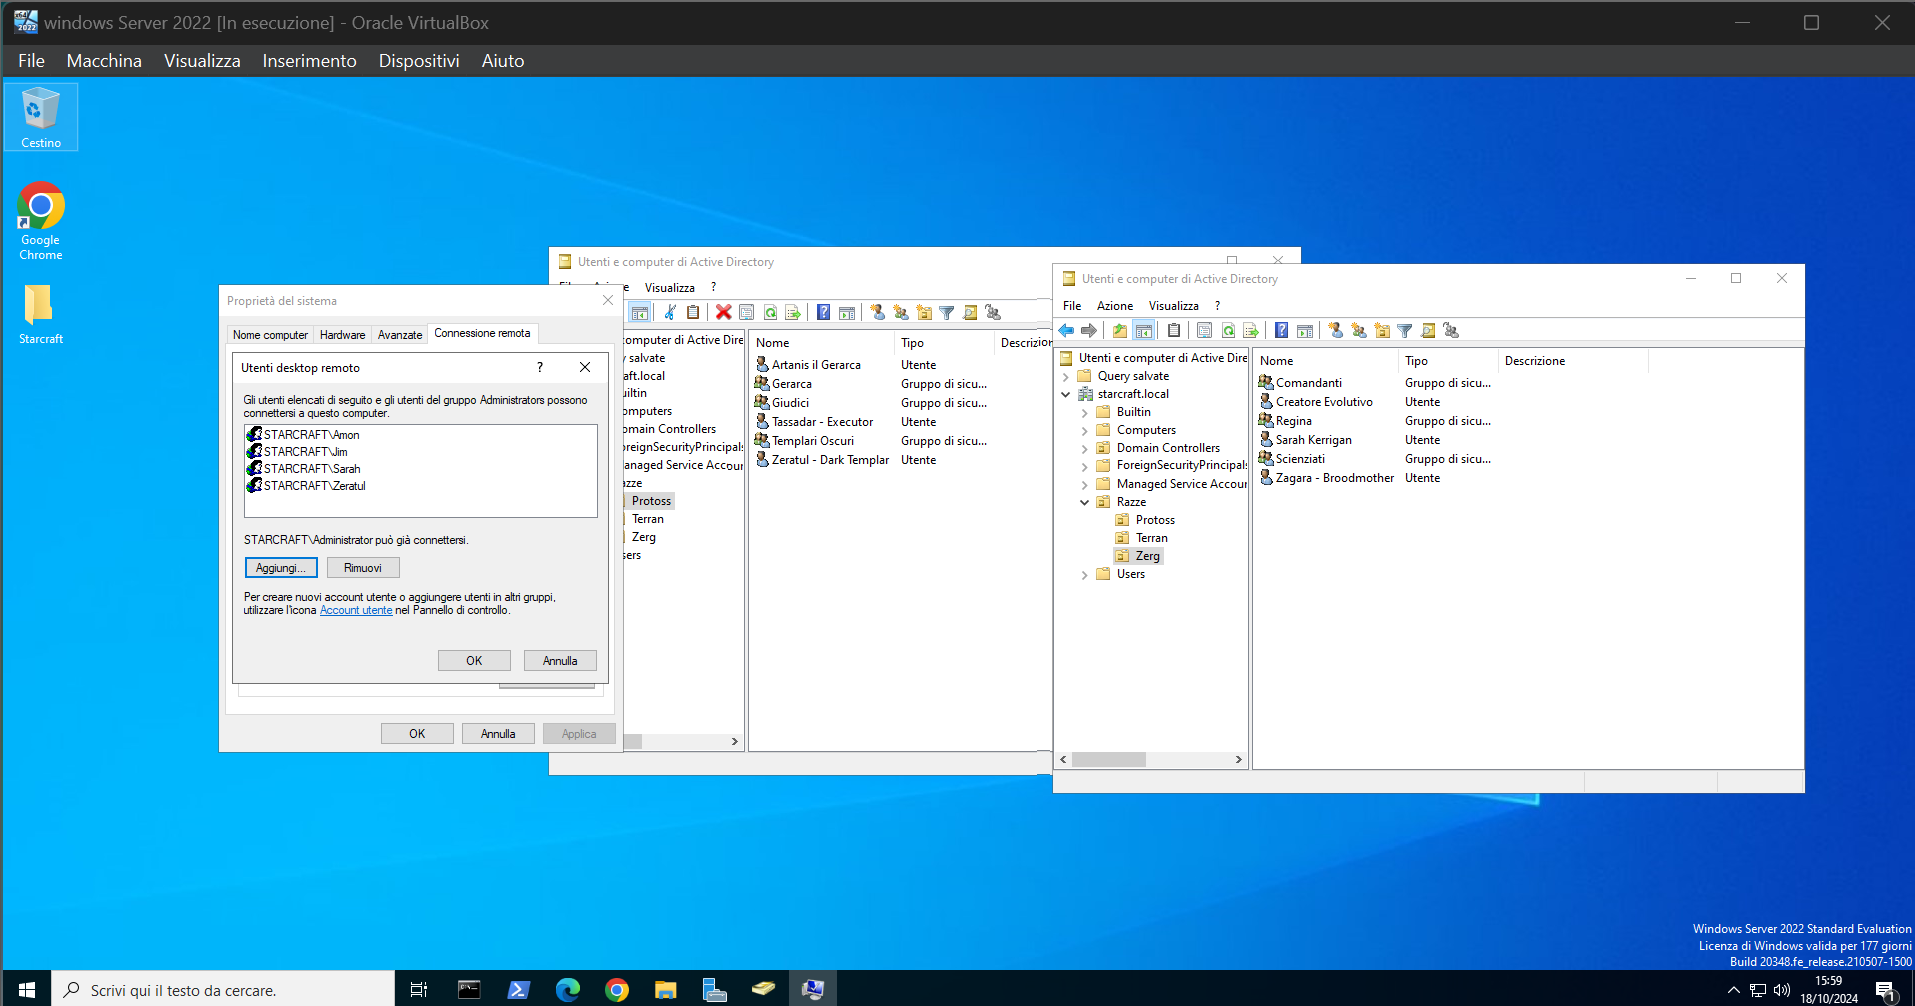 windows Server 2022 [In esecuzione] - Oracle VirtualBox
File Macchina Visualizza Inserimento Dispositivi Aiuto
Cestino
Google
Chrome
Starcraft
Proprietà del sistema
Nome computer Hardware Avanzate Connessione remota
Utenti desktop remoto ?
Gli utenti elencati di seguito e gli utenti del gruppo Administrators possono
connettersi a questo computer.
STARCRAFT\Amon
STARCRAFT\Jim
STARCRAFT\Sarah
STARCRAFT\Zeratul
STARCRAFT\Administrator può già connettersi.
Aggiungi... Rimuovi
Per creare nuovi account utente o aggiungere utenti in altri gruppi,
utilizzare l'icona Account utente nel Pannello di controllo.
OK Annulla
OK Annulla Applica
Utenti e computer di Active Directory
Visualizza ?
computer di Active Dire
salvate
aft.local
uiltin
omputers
omain Controllers
oreignSecurityPrincipals
anaged Service Accour
azze
Protoss
Terran
Zerg
sers
Nome Tipo Descrizion
Artanis il Gerarca Utente
Gerarca Gruppo di sicu...
Giudici Gruppo di sicu...
Tassadar - Executor Utente
Templari Oscuri Gruppo di sicu...
Zeratul - Dark Templar Utente
Utenti e computer di Active Directory
File Azione Visualizza ?
Utenti e computer di Active Dire
Query salvate
starcraft.local
Builtin
Computers
Domain Controllers
ForeignSecurityPrincipals
Managed Service Accour
Razze
Protoss
Terran
Zerg
Users
Nome Tipo Descrizione
Comandanti Gruppo di sicu...
Creatore Evolutivo Utente
Regina Gruppo di sicu...
Sarah Kerrigan Utente
Scienziati Gruppo di sicu...
Zagara - Broodmother Utente
Windows Server 2022 Standard Evaluation
Licenza di Windows valida per 177 giorni
Build 20348.fe_release.210507-1500
Scrivi qui il testo da cercare.
15:59
18/10/2024
1